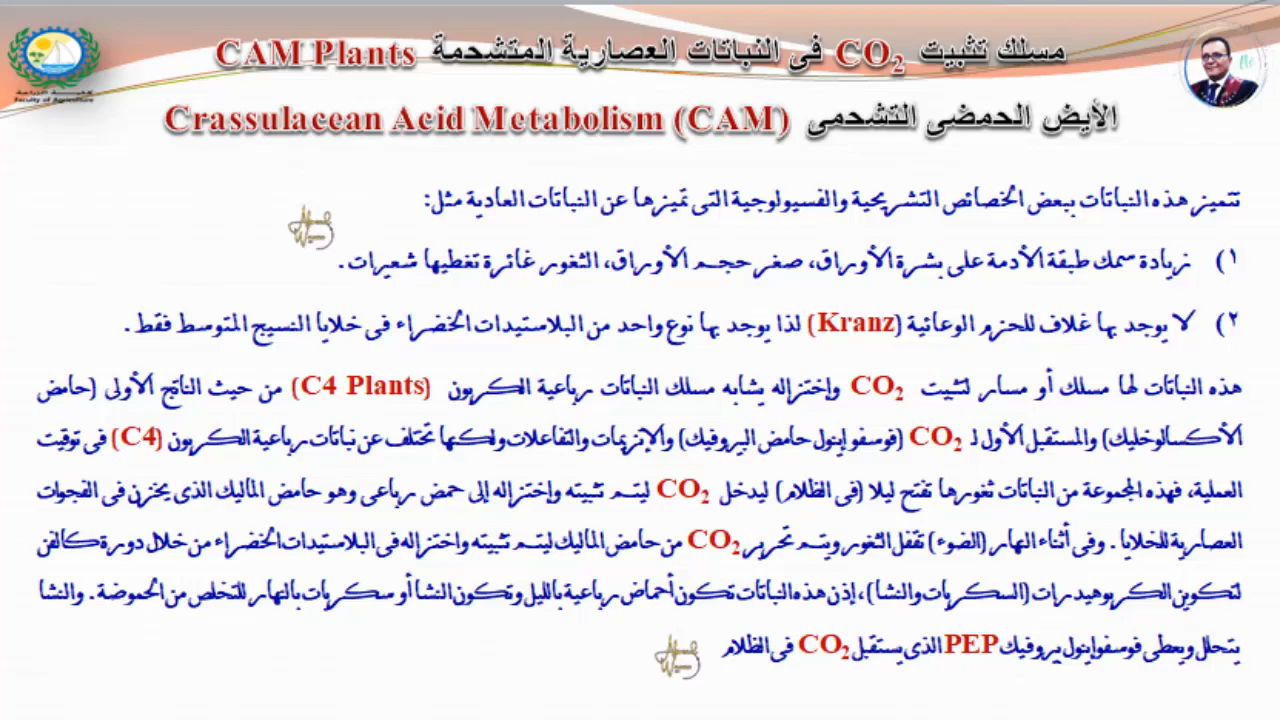 مسلك تثبيت CO2 فى النباتات العصارية المتشحمة CAM Plants
الأيض الحمضى التشحمى Crassulacean Acid Metabolism (CAM)
Faculty of Agriculture
تتميز هذه النباتات ببعض الخصائص التشريحية والفسيولوجية التى تميزها عن النباتات العادية مثل:
١) زيادة سمك طبقة الأدمة على بشرة الأوراق، صغر حجم الأوراق، الثغور غائرة تغطيها شعيرات.
٢) لا يوجد بها غلاف للحزم الوعائية (Kranz) لذا يوجد بها نوع واحد من البلاستيدات الخضراء فى خلايا النسيج المتوسط فقط.
هذه النباتات لها مسلك أو مسار لتثبيت CO2 وإختزاله يشابه مسلك النباتات رباعية الكربون (C4 Plants) من حيث الناتج الأولى (حامض
الأكسالوخليك) والمستقبل الأول لـ CO2 (فوسفو إينول حامض البيروفيك) والإنزيمات والتفاعلات ولكنها تختلف عن نباتات رباعية الكربون (C4) فى توقيت
العملية، فهذه المجموعة من النباتات ثغورها تفتح ليلا (فى الظلام) ليدخل CO2 ليتم تثبيته وإختزاله إلى حمض رباعى وهو حامض الماليك الذى يخزن فى الفجوات
العصارية للخلايا. وفى أثناء النهار (الضوء) تقفل الثغور ويتم تحرير CO2 من حامض الماليك ليتم تثبيته واختزاله فى البلاستيدات الخضراء من خلال دورة كالفن
لتكوين الكربوهيدرات (السكريات والنشا)، إذن هذه النباتات تكون أحماض رباعية بالليل وتكون النشا أو سكريات بالنهار للتخلص من الحموضة. والنشا
يتحلل ويعطى فوسفو إينول بيروفيك PEP الذى يستقبل CO2 فى الظلام